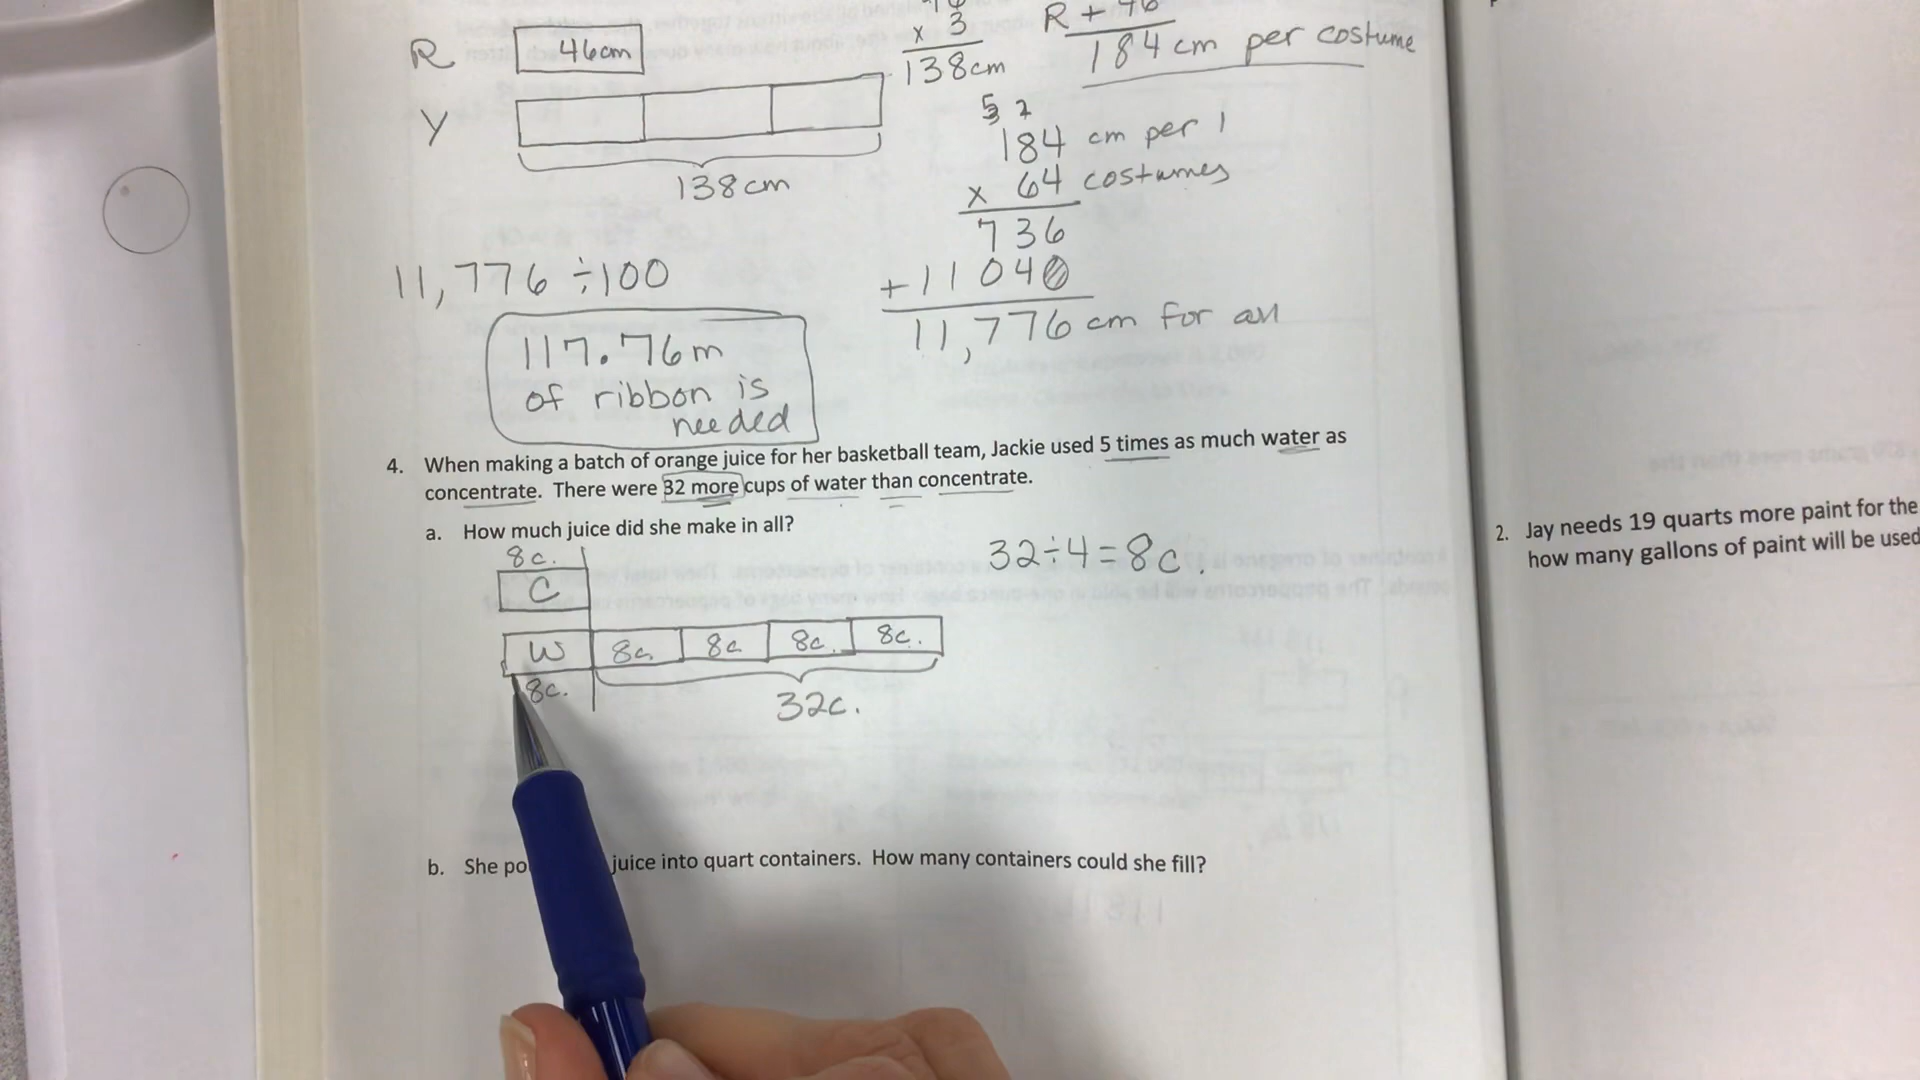 R 46cm
x 3
138cm
R + 46
184 cm per costume
Y
138cm
5 2
3
184 cm per 1
x 64 costumes
736
+11040
11,776 cm for all
11,776 ÷100
117.76m
of ribbon is
needed
4. When making a batch of orange juice for her basketball team, Jackie used 5 times as much water as
concentrate. There were 32 more cups of water than concentrate.
a. How much juice did she make in all?
8c.
C
32÷4=8c.
W 8c. 8c 8c. 8c.
8c.
32c.
b. She po juice into quart containers. How many containers could she fill?
2. Jay needs 19 quarts more paint for the
how many gallons of paint will be used